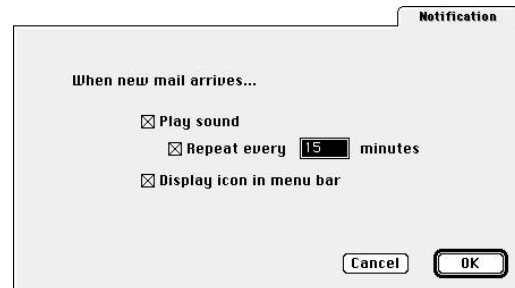 Notification
When new mail arrives...
Play sound
Repeat every 15 minutes
Display icon in menu bar
Cancel OK